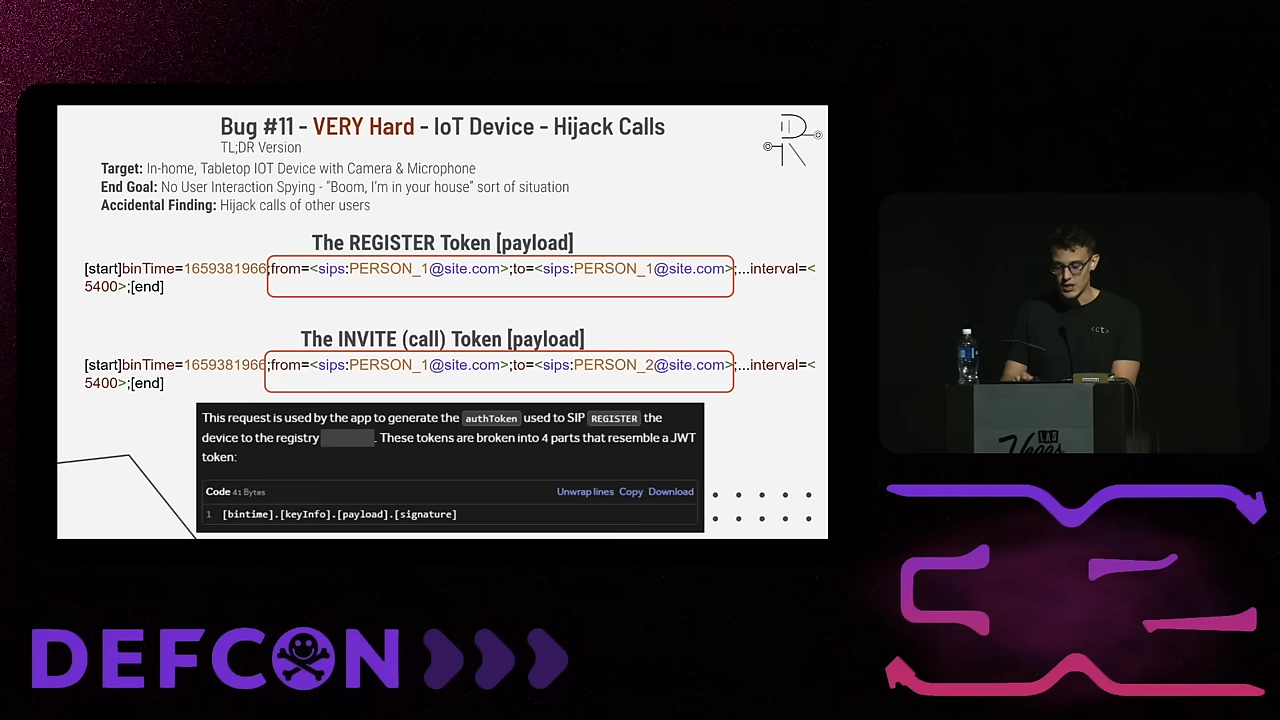 Bug #11 - VERY Hard - IoT Device - Hijack Calls
TL;DR Version
Target: In-home, Tabletop IOT Device with Camera & Microphone
End Goal: No User Interaction Spying - "Boom, I'm in your house" sort of situation
Accidental Finding: Hijack calls of other users
The REGISTER Token [payload]
[start]binTime=1659381966;from=<sips:PERSON_1@site.com>;to=<sips:PERSON_1@site.com>;...interval=<
5400>;[end]
The INVITE (call) Token [payload]
[start]binTime=1659381966;from=<sips:PERSON_1@site.com>;to=<sips:PERSON_2@site.com>;...interval=<
5400>;[end]
This request is used by the app to generate the authToken used to SIP REGISTER the
device to the registry . These tokens are broken into 4 parts that resemble a JWT
token:
Code 41 Bytes Unwrap lines Copy Download
1 [bintime].[keyInfo].[payload].[signature]
<ct>
LAS
Vegas
DEFCON